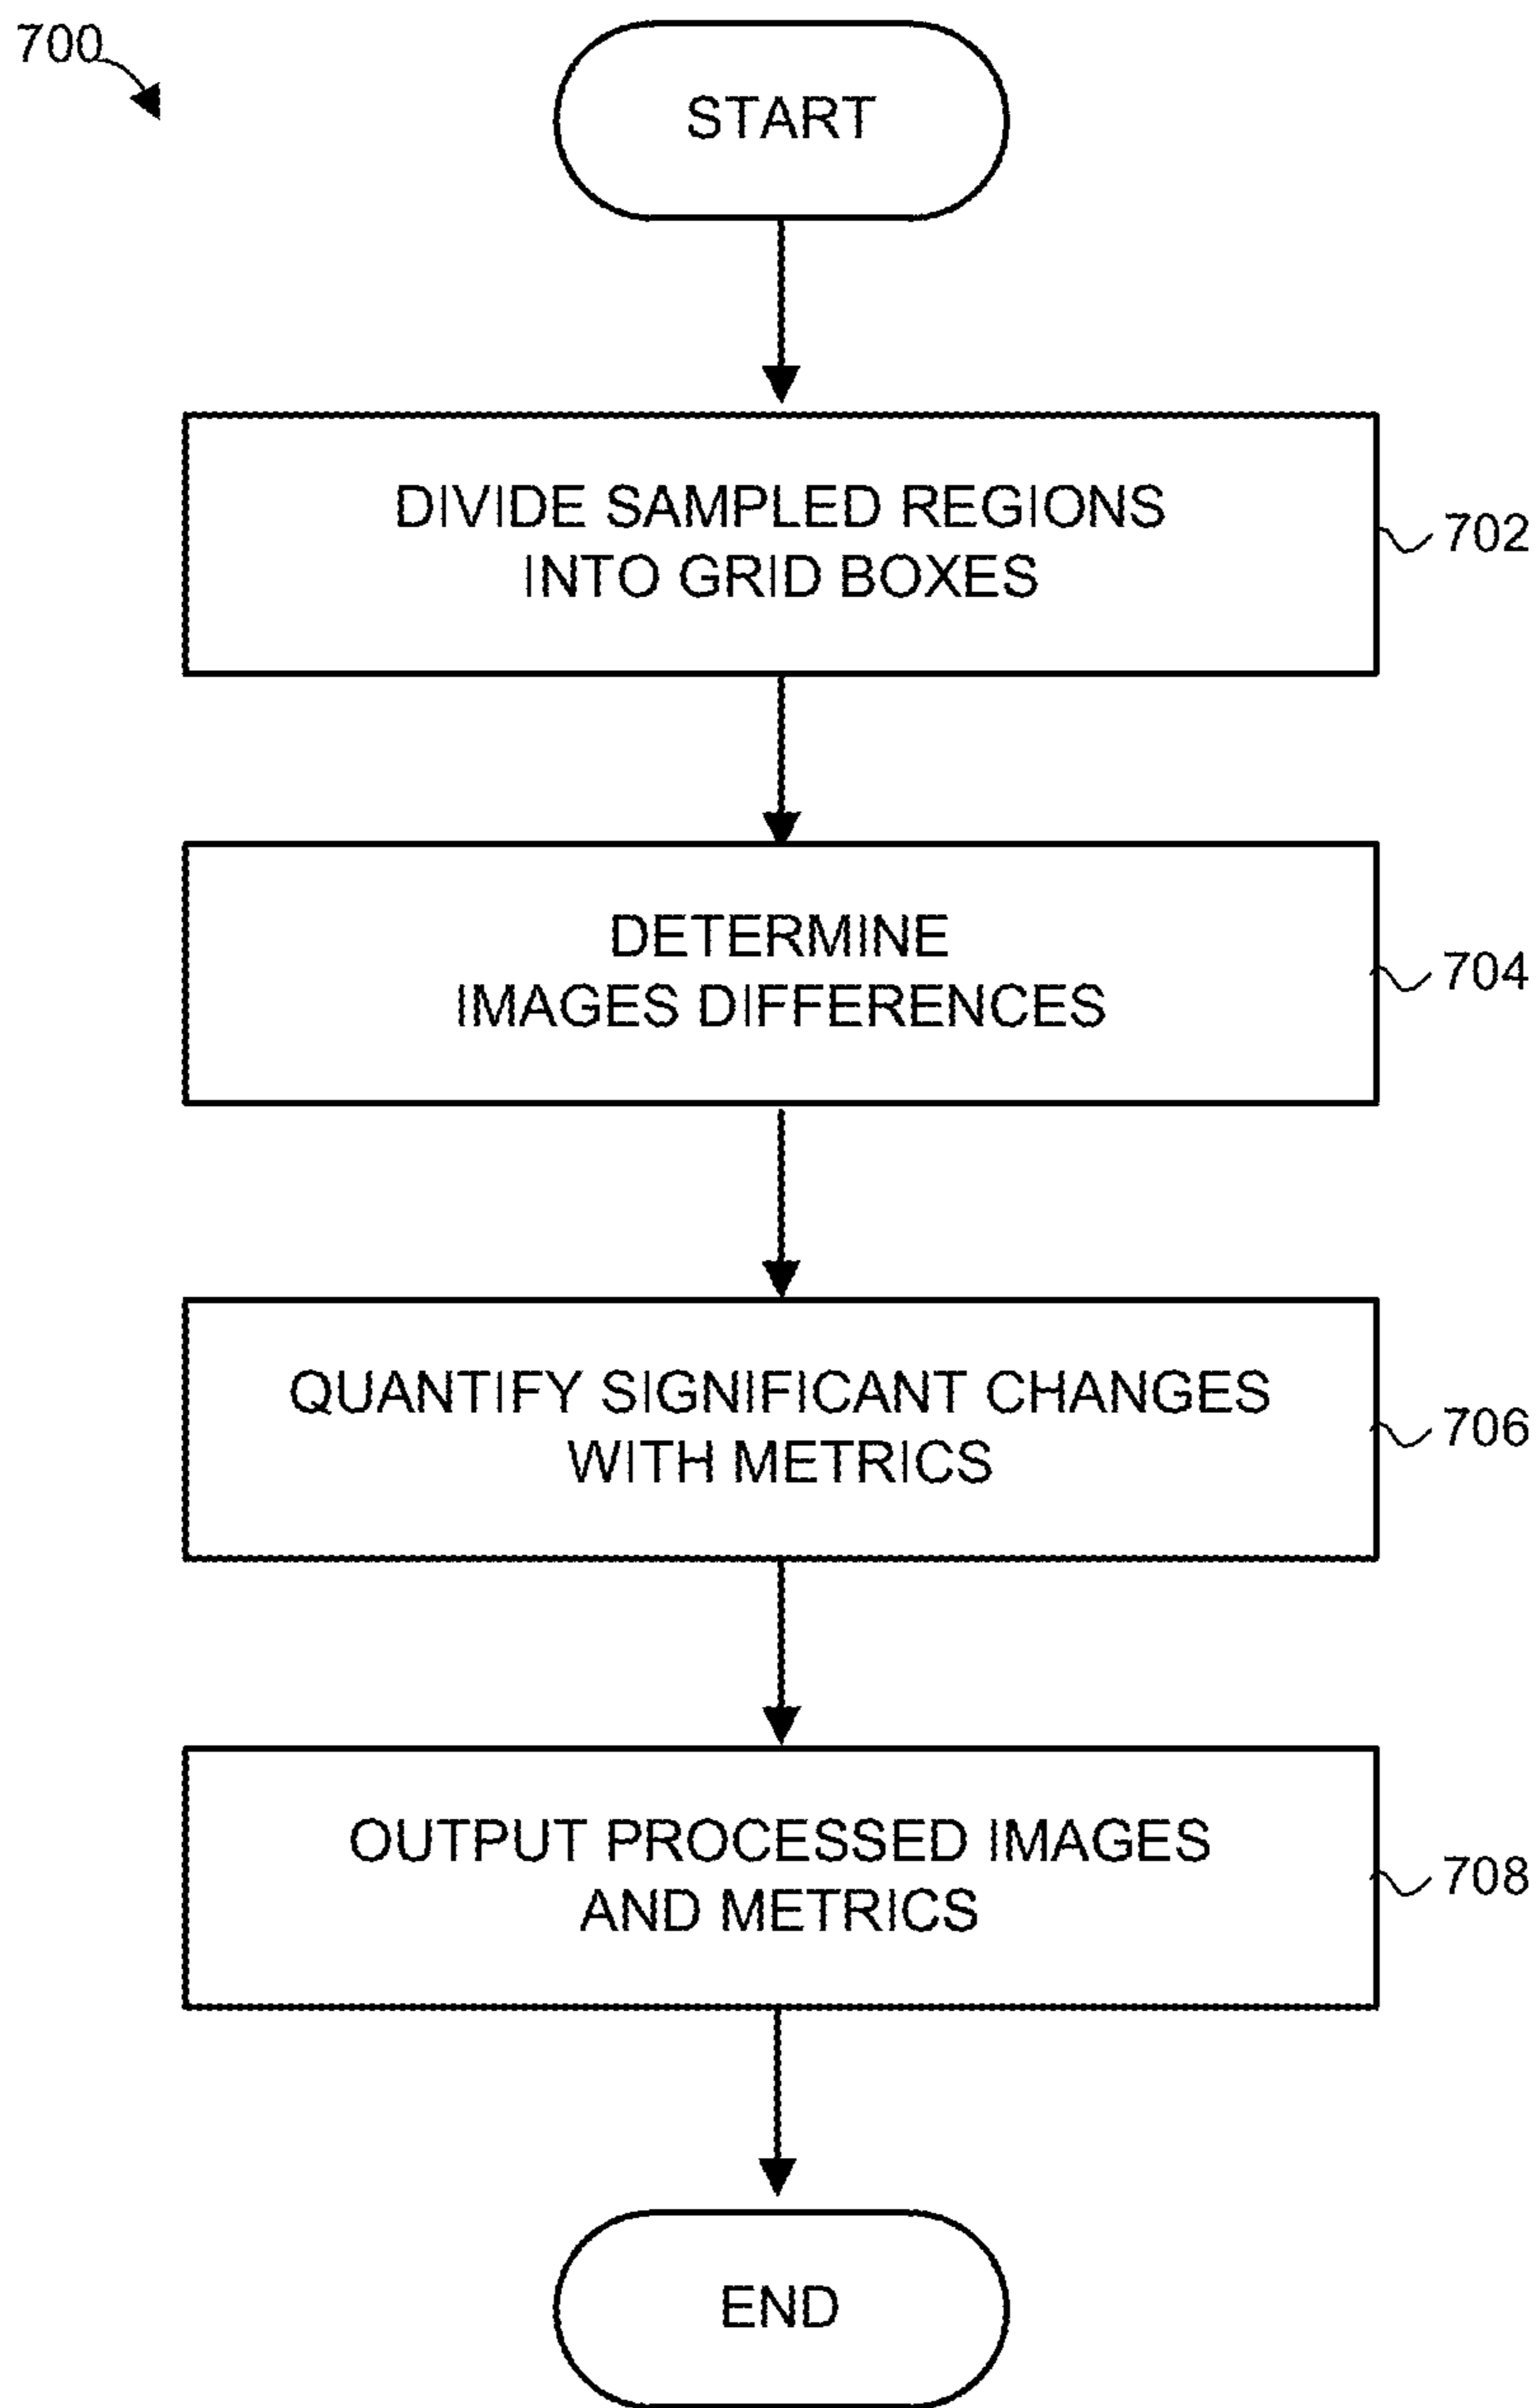 700
START
DIVIDE SAMPLED REGIONS
INTO GRID BOXES
702
DETERMINE
IMAGES DIFFERENCES
704
QUANTIFY SIGNIFICANT CHANGES
WITH METRICS
706
OUTPUT PROCESSED IMAGES
AND METRICS
708
END